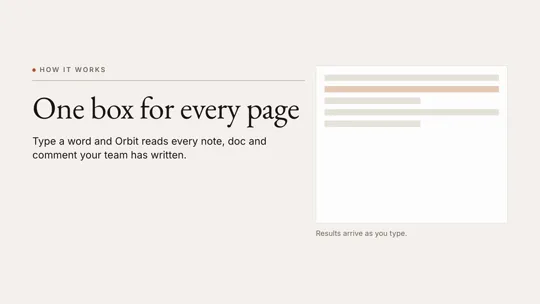 HOW IT WORKS
One box for every page
Type a word and Orbit reads every note, doc and
comment your team has written.
Results arrive as you type.